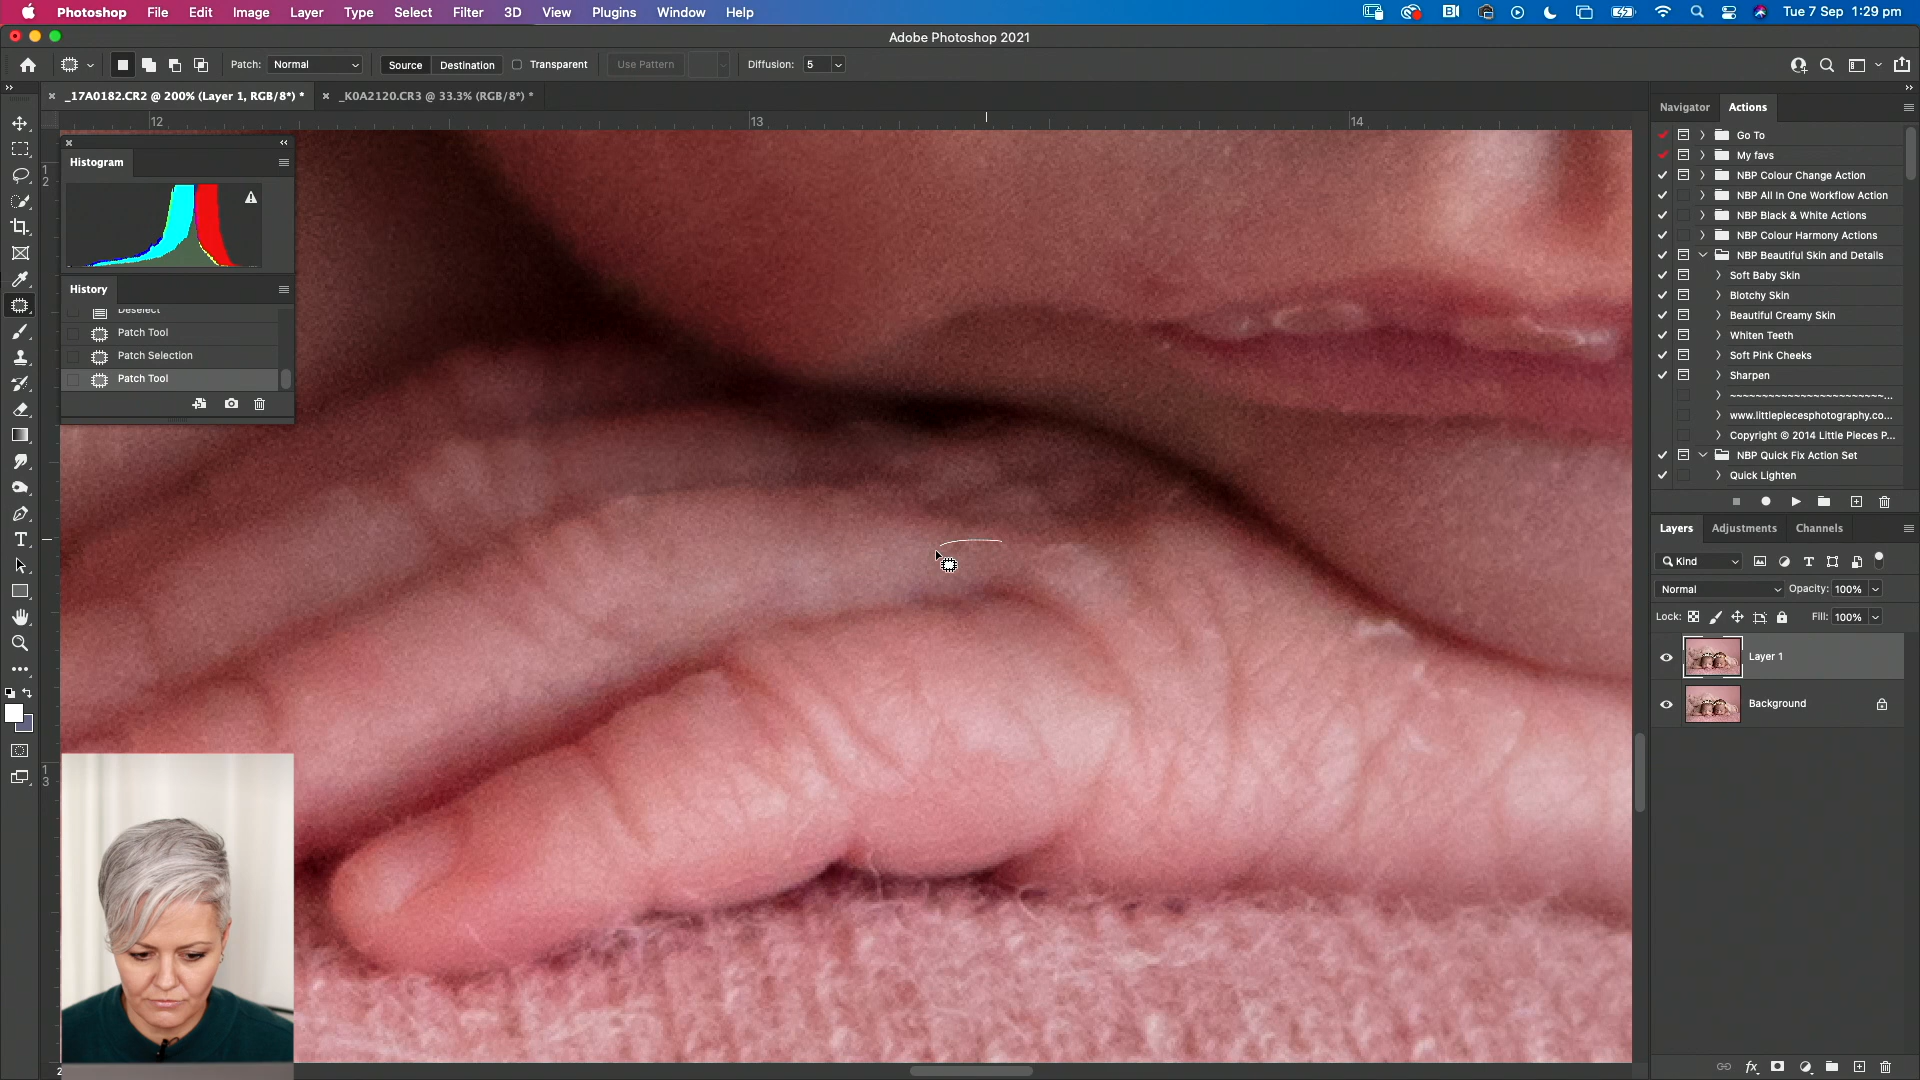 Photoshop File Edit Image Layer Type Select Filter 3D View Plugins Window Help Tue 7 Sep 1:29 pm
Adobe Photoshop 2021
Patch: Normal Source Destination Transparent Use Pattern Diffusion: 5
_17A0182.CR2 @ 200% (Layer 1, RGB/8*) * _K0A2120.CR3 @ 33.3% (RGB/8*) *
12 13 14
1
2
1
3
Histogram
History
Deselect
Patch Tool
Patch Selection
Patch Tool
Navigator Actions
Go To
My favs
NBP Colour Change Action
NBP All In One Workflow Action
NBP Black & White Actions
NBP Colour Harmony Actions
NBP Beautiful Skin and Details
Soft Baby Skin
Blotchy Skin
Beautiful Creamy Skin
Whiten Teeth
Soft Pink Cheeks
Sharpen
~~~~~~~~~~~~~~~~~~~~~~~~...
www.littlepiecesphotography.co...
Copyright © 2014 Little Pieces P...
NBP Quick Fix Action Set
Quick Lighten
Layers Adjustments Channels
Kind
Normal Opacity: 100%
Lock: Fill: 100%
Layer 1
Background
2